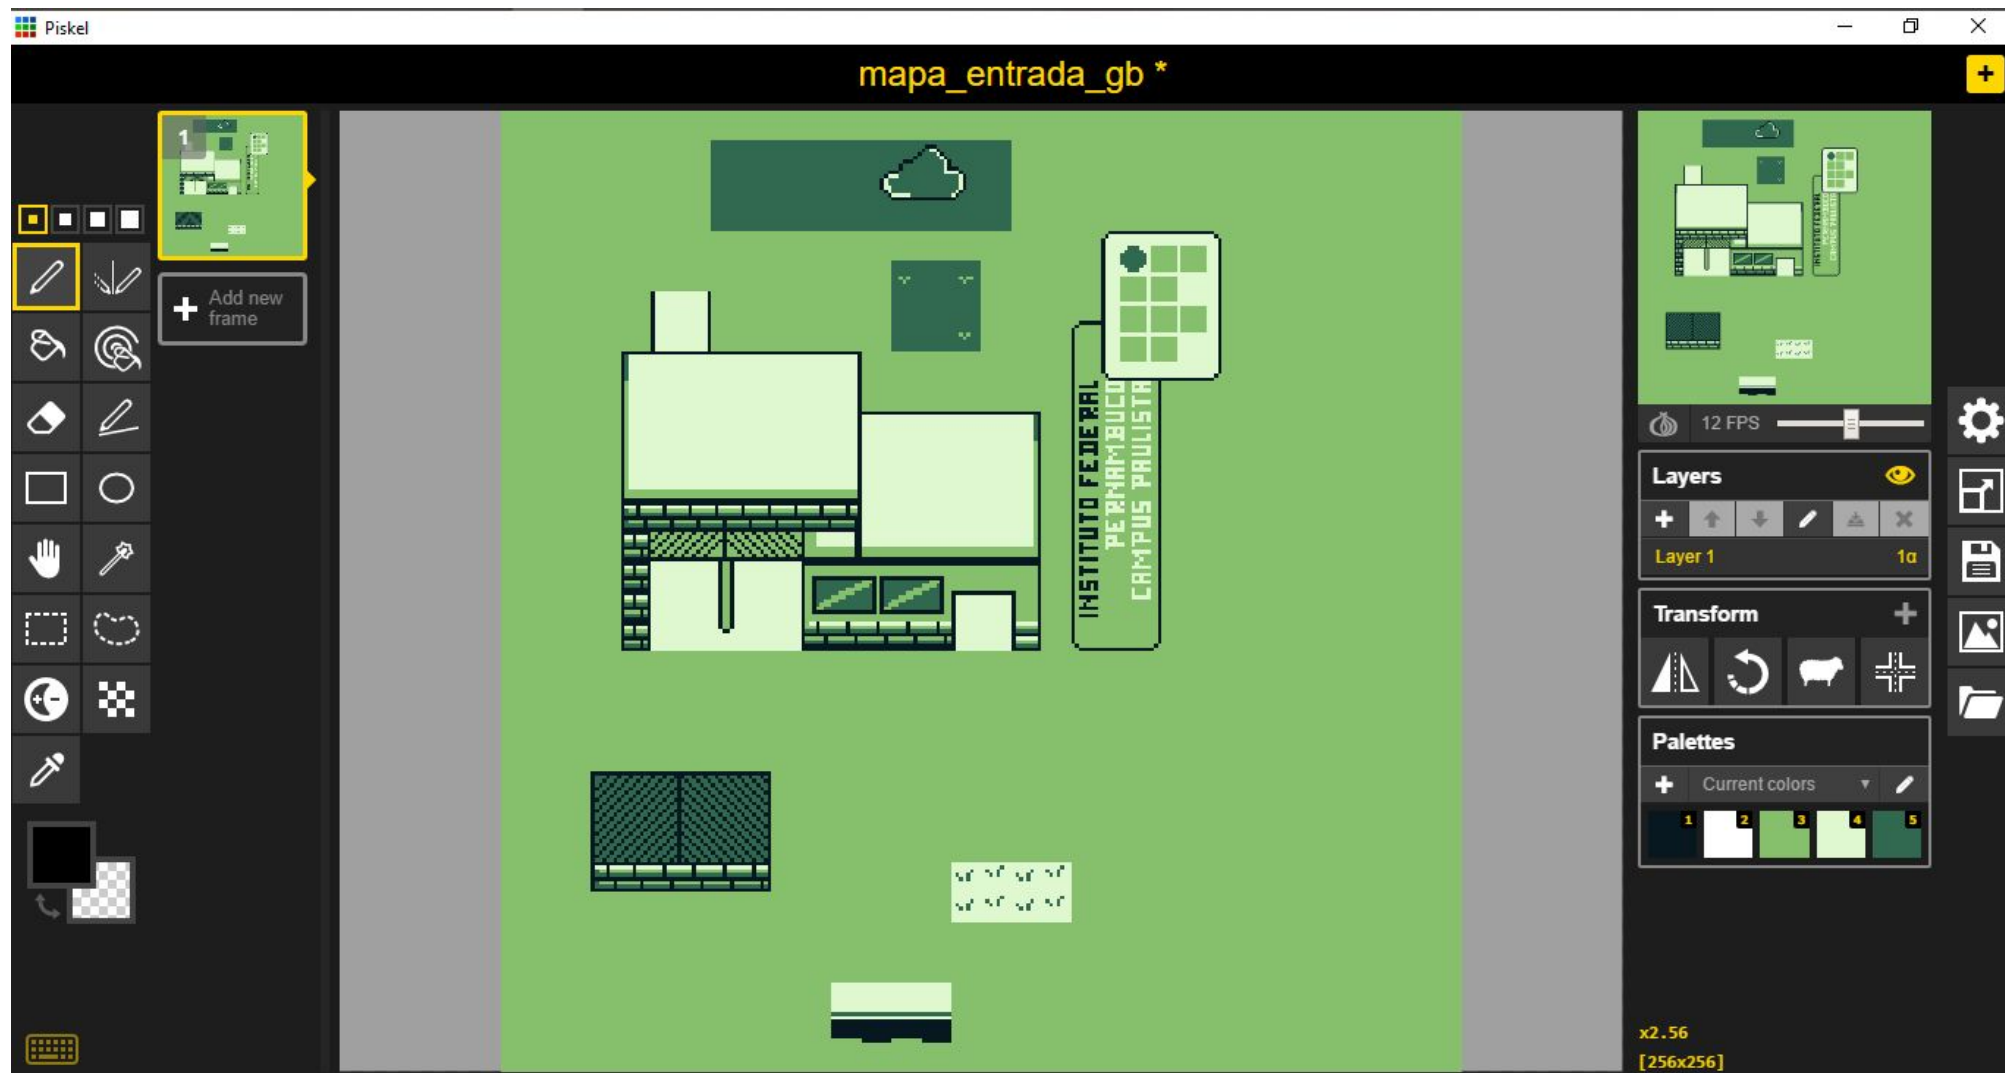 Piskel
mapa_entrada_gb *
+
1
Add new
frame
INSTITUTO FEDERAL
PERNAMBUCO
CAMPUS PAULISTA
12 FPS
Layers
Layer 1
1α
Transform
Palettes
Current colors
1
2
3
4
5
x2.56
[256x256]